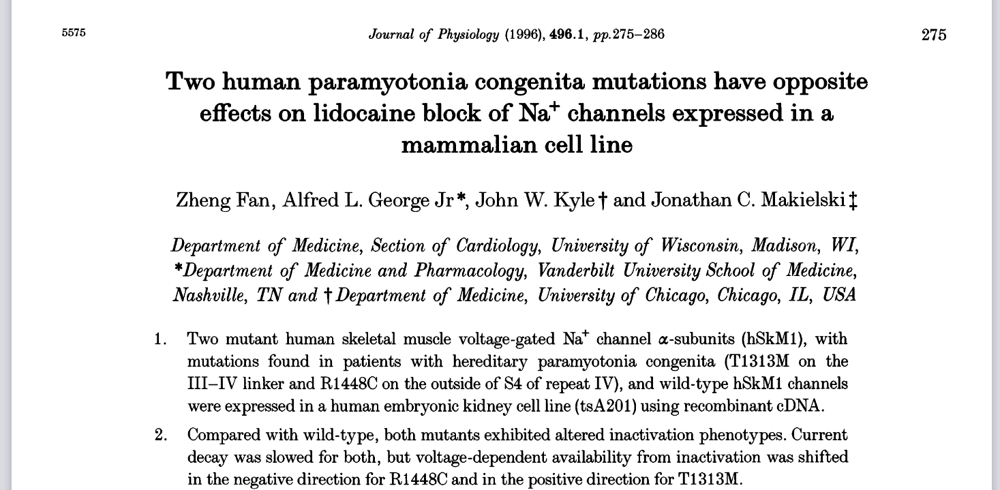 5575
Journal of Physiology (1996), 496.1, pp.275–286
275
Two human paramyotonia congenita mutations have opposite
effects on lidocaine block of Na⁺ channels expressed in a
mammalian cell line
Zheng Fan, Alfred L. George Jr*, John W. Kyle† and Jonathan C. Makielski‡
Department of Medicine, Section of Cardiology, University of Wisconsin, Madison, WI,
*Department of Medicine and Pharmacology, Vanderbilt University School of Medicine,
Nashville, TN and †Department of Medicine, University of Chicago, Chicago, IL, USA
1. Two mutant human skeletal muscle voltage-gated Na⁺ channel α-subunits (hSkM1), with
mutations found in patients with hereditary paramyotonia congenita (T1313M on the
III–IV linker and R1448C on the outside of S4 of repeat IV), and wild-type hSkM1 channels
were expressed in a human embryonic kidney cell line (tsA201) using recombinant cDNA.
2. Compared with wild-type, both mutants exhibited altered inactivation phenotypes. Current
decay was slowed for both, but voltage-dependent availability from inactivation was shifted
in the negative direction for R1448C and in the positive direction for T1313M.